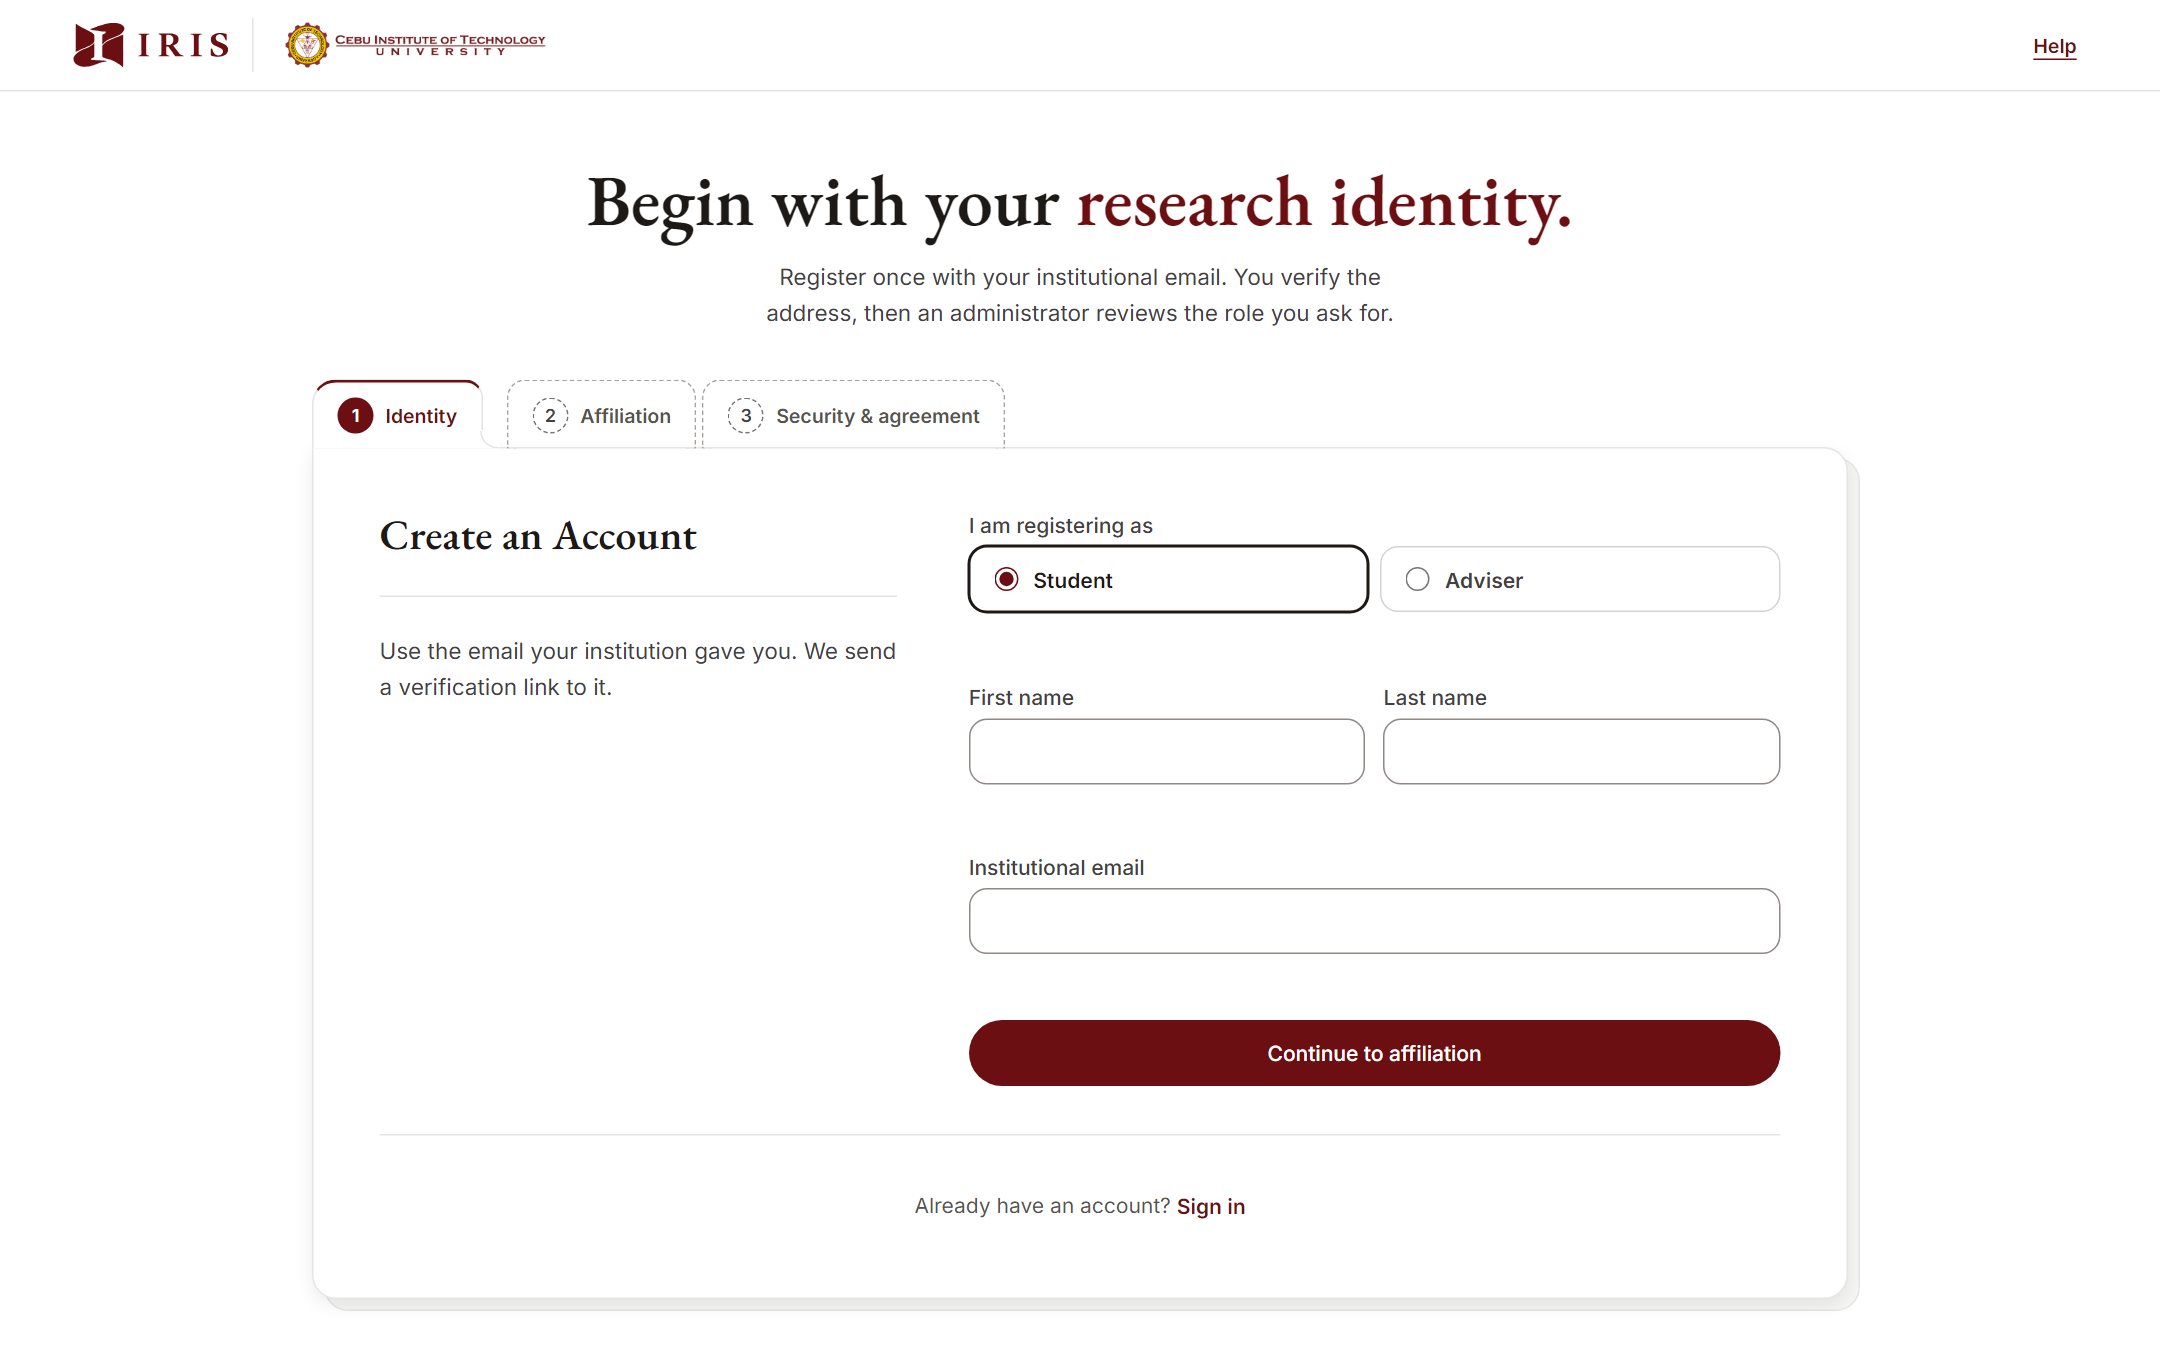 IRIS
CEBU INSTITUTE OF TECHNOLOGY
UNIVERSITY
Help
Begin with your research identity.
Register once with your institutional email. You verify the
address, then an administrator reviews the role you ask for.
1 Identity
2 Affiliation
3 Security & agreement
Create an Account
Use the email your institution gave you. We send
a verification link to it.
I am registering as
Student
Adviser
First name
Last name
Institutional email
Continue to affiliation
Already have an account? Sign in